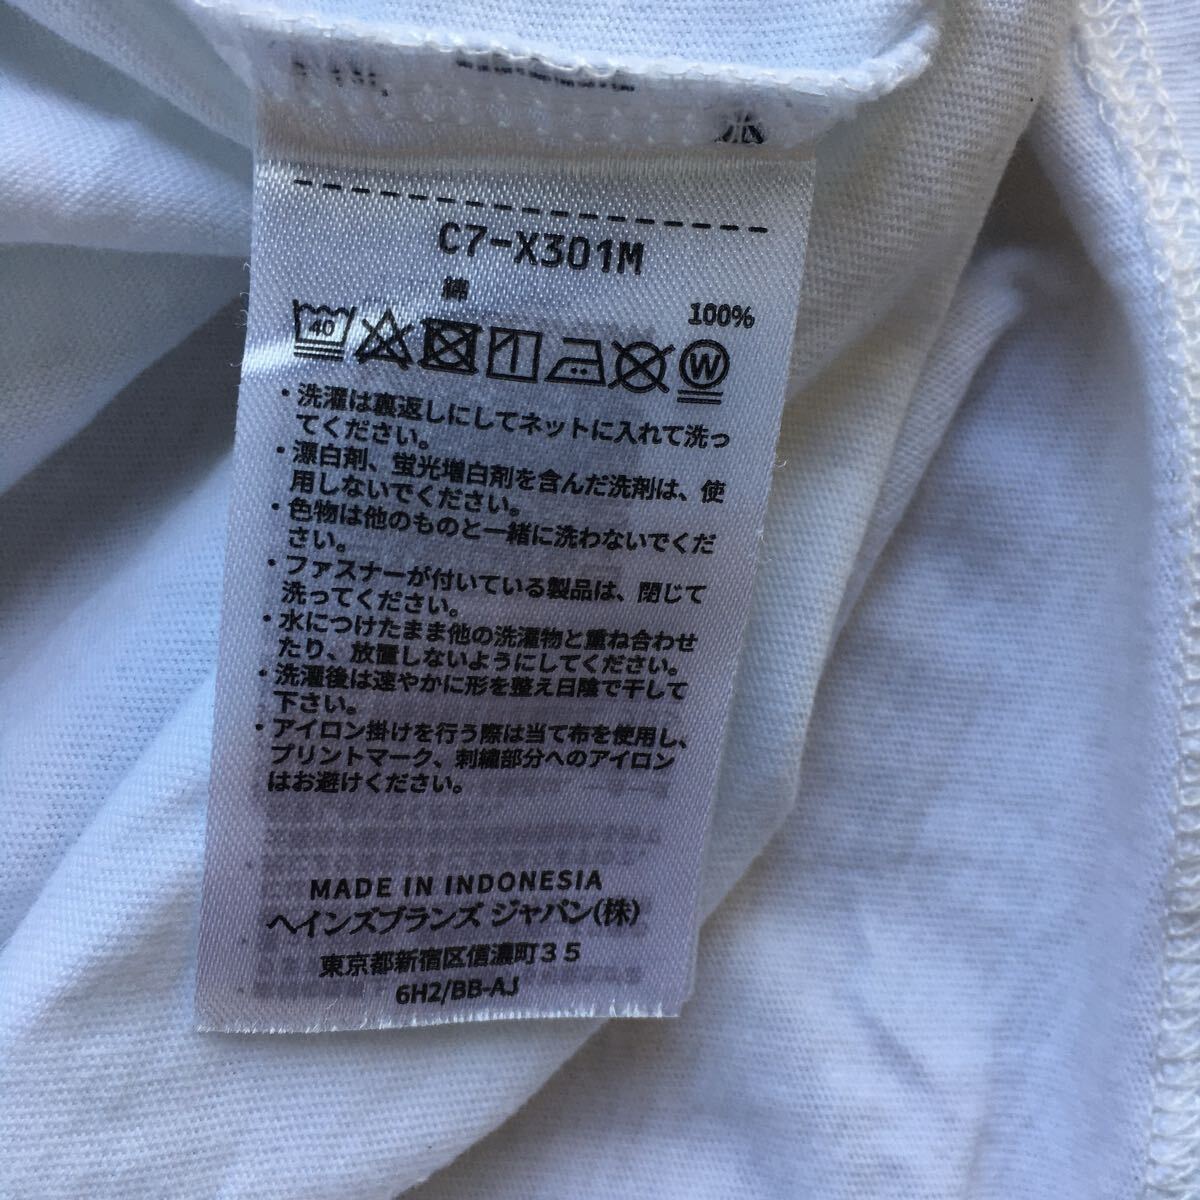 C7-X301M
綿
100%
40
W
・洗濯は裏返しにしてネットに入れて洗っ
てください。
・漂白剤、蛍光増白剤を含んだ洗剤は、使
用しないでください。
・色物は他のものと一緒に洗わないでくだ
さい。
・ファスナーが付いている製品は、閉じて
洗ってください。
・水につけたまま他の洗濯物と重ね合わせ
たり、放置しないようにしてください。
・洗濯後は速やかに形を整え日陰で干して
下さい。
・アイロン掛けを行う際は当て布を使用し、
プリントマーク、刺繍部分へのアイロン
はお避けください。
MADE IN INDONESIA
ヘインズブランズ ジャパン(株)
東京都新宿区信濃町３５
6H2/BB-AJ